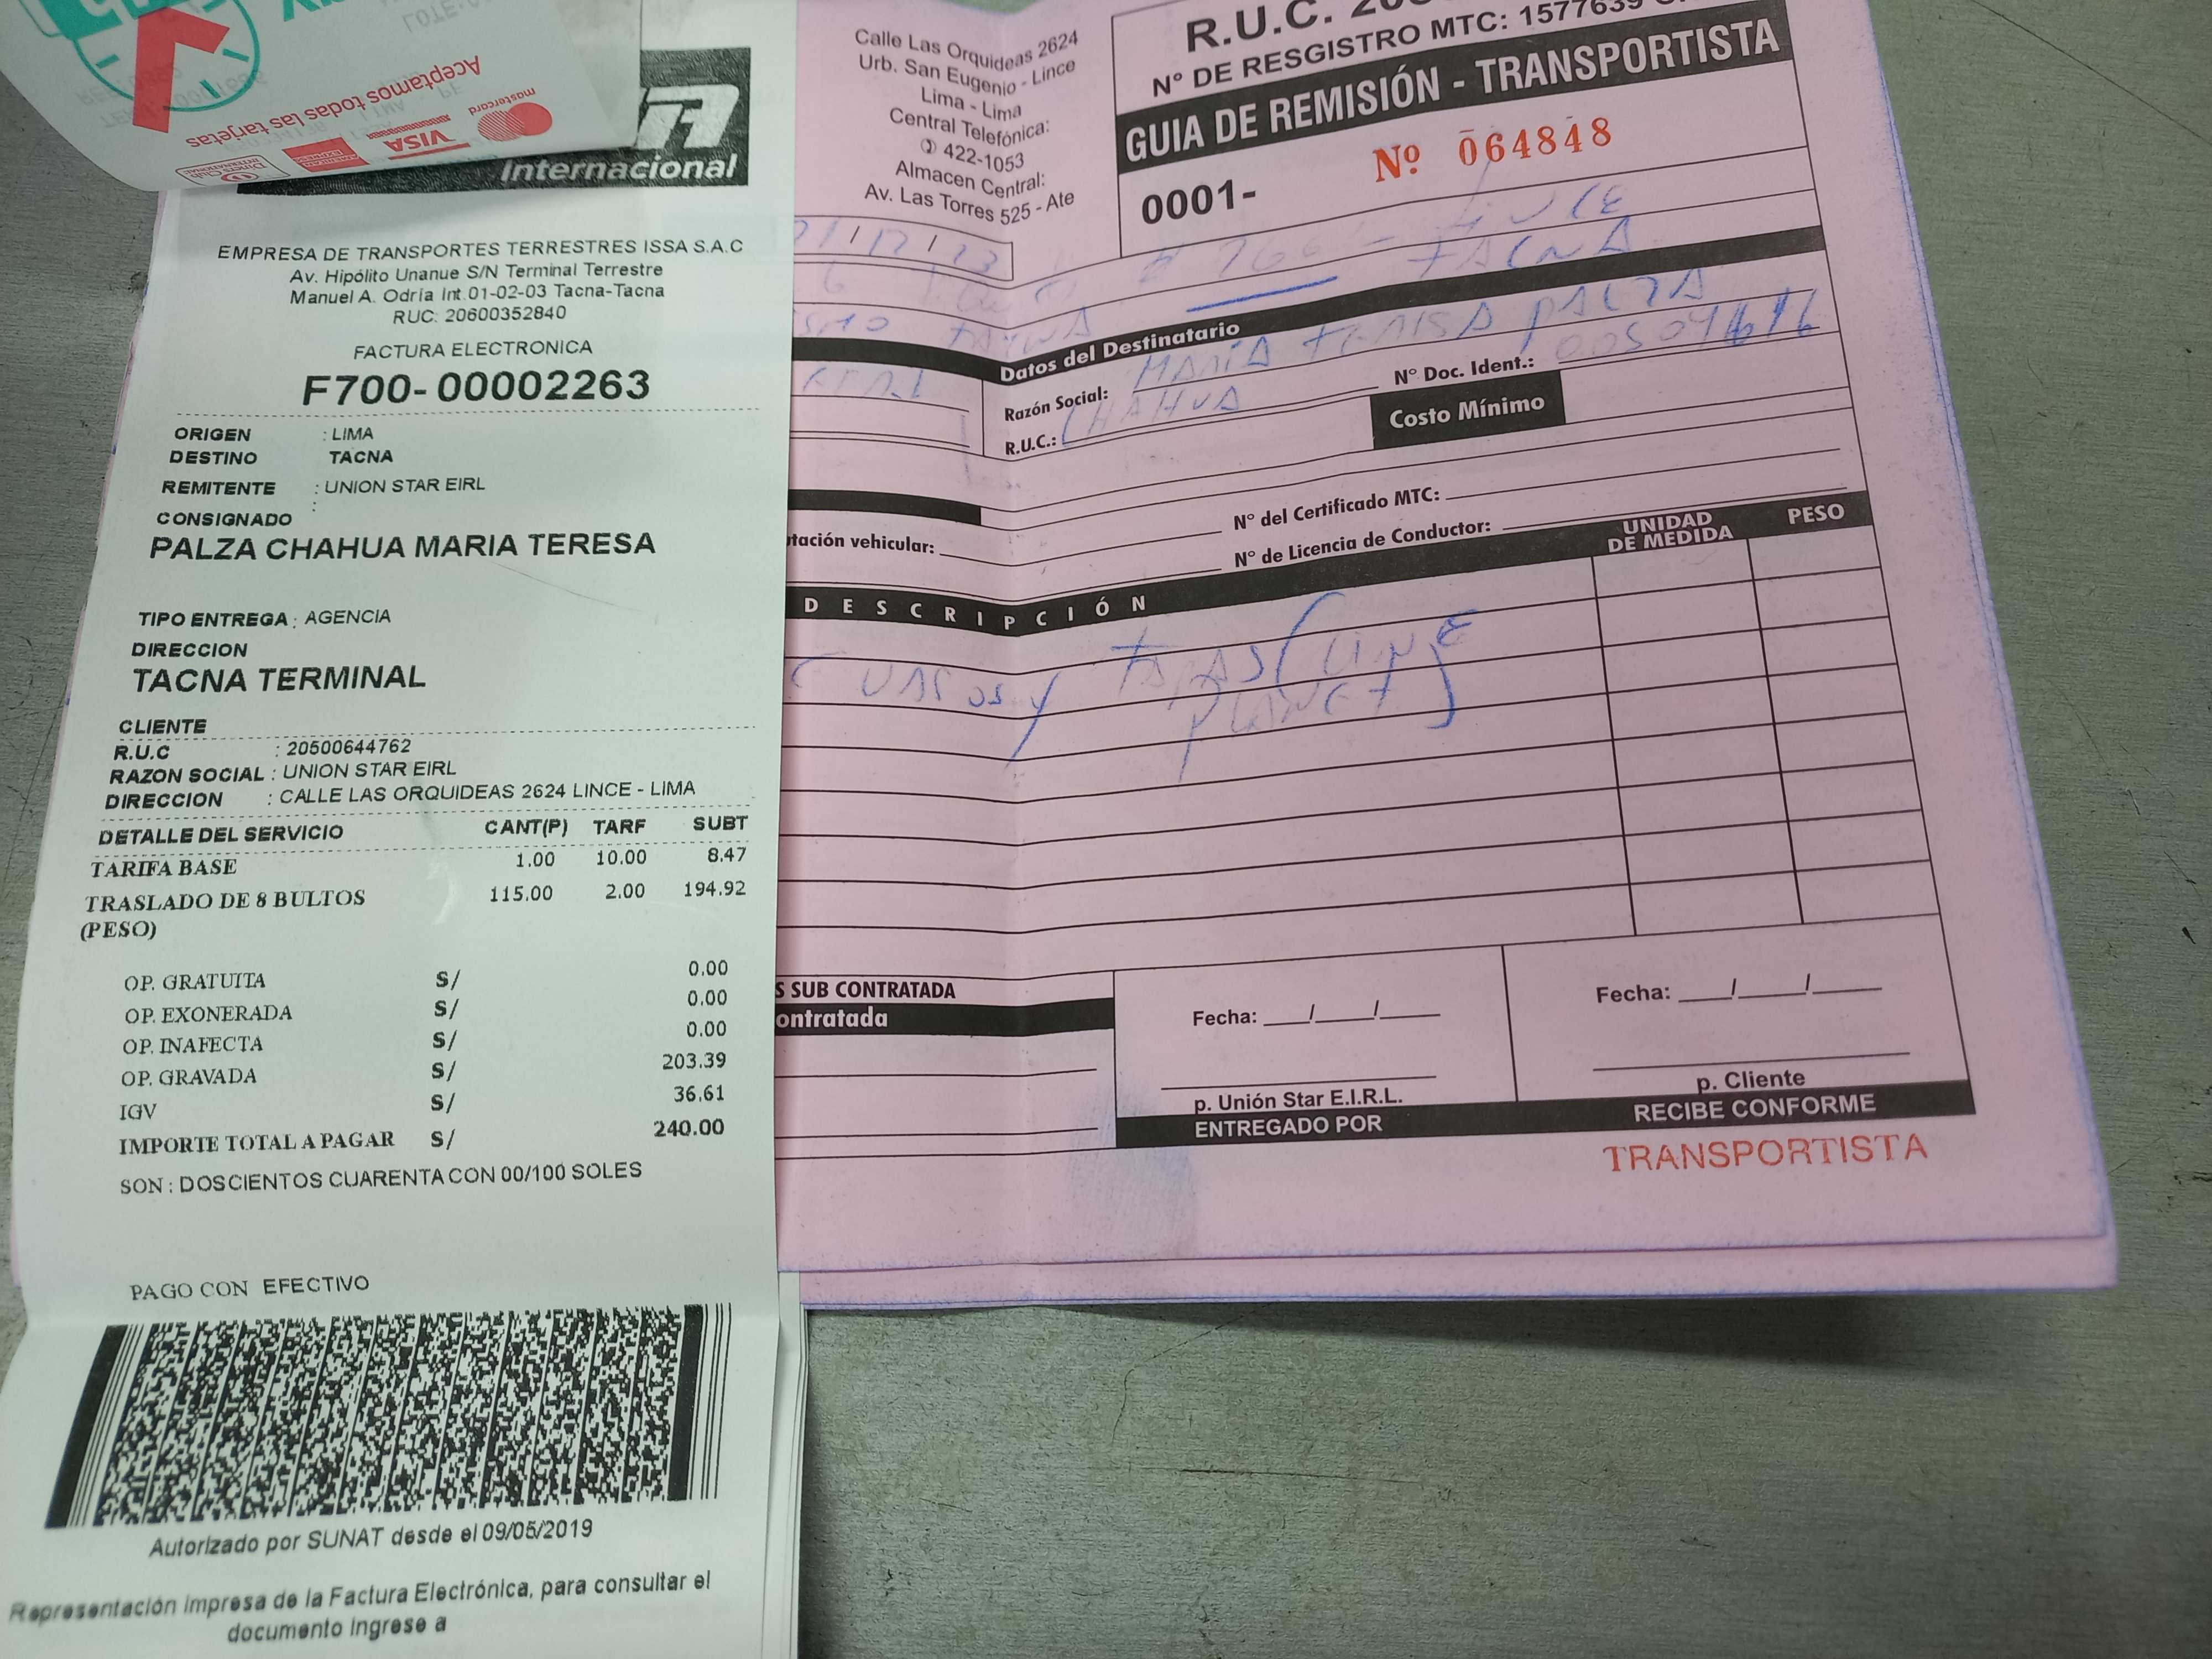 Aceptamos todas las tarjetas
mastercard
VISA
Internacional
EMPRESA DE TRANSPORTES TERRESTRES ISSA S.A.C
Av. Hipólito Unanue S/N Terminal Terrestre
Manuel A. Odría Int.01-02-03 Tacna-Tacna
RUC: 20600352840
FACTURA ELECTRONICA
F700-00002263
ORIGEN : LIMA
DESTINO TACNA
REMITENTE : UNION STAR EIRL
:
CONSIGNADO
PALZA CHAHUA MARIA TERESA
TIPO ENTREGA : AGENCIA
DIRECCION
TACNA TERMINAL
CLIENTE
R.U.C : 20500644762
RAZON SOCIAL : UNION STAR EIRL
DIRECCION : CALLE LAS ORQUIDEAS 2624 LINCE - LIMA
DETALLE DEL SERVICIO CANT(P) TARF SUBT
TARIFA BASE 1.00 10.00 8.47
TRASLADO DE 8 BULTOS 115.00 2.00 194.92
(PESO)
OP. GRATUITA S/ 0.00
OP. EXONERADA S/ 0.00
OP. INAFECTA S/ 0.00
OP. GRAVADA S/ 203.39
IGV S/ 36.61
IMPORTE TOTAL A PAGAR S/ 240.00
SON : DOSCIENTOS CUARENTA CON 00/100 SOLES
PAGO CON EFECTIVO
Autorizado por SUNAT desde el 09/05/2019
Representación impresa de la Factura Electrónica, para consultar el
documento ingrese a
Calle Las Orquideas 2624
Urb. San Eugenio - Lince
Lima - Lima
Central Telefónica:
422-1053
Almacen Central:
Av. Las Torres 525 - Ate
R.U.C.
N° DE RESGISTRO MTC: 1577639
GUIA DE REMISIÓN - TRANSPORTISTA
0001- Nº 064848
LINCE
TACNA
TACNA
Datos del Destinatario
Razón Social: MARIA TERESA PALZA
CHAHUA
N° Doc. Ident.:
R.U.C.:
Costo Mínimo
N° del Certificado MTC:
tación vehicular:
N° de Licencia de Conductor:
DESCRIPCIÓN UNIDAD DE MEDIDA PESO
Y TAPAS (CINE
PLANET)
S SUB CONTRATADA
ontratada
Fecha: / /
p. Unión Star E.I.R.L.
ENTREGADO POR
Fecha: / /
p. Cliente
RECIBE CONFORME
TRANSPORTISTA